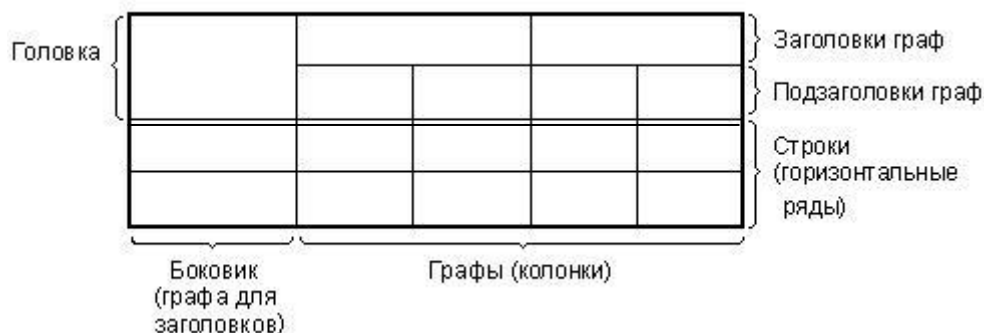 Головка
Заголовки граф
Подзаголовки граф
Строки
(горизонтальные
ряды)
Боковик
(графа для
заголовков)
Графы (колонки)